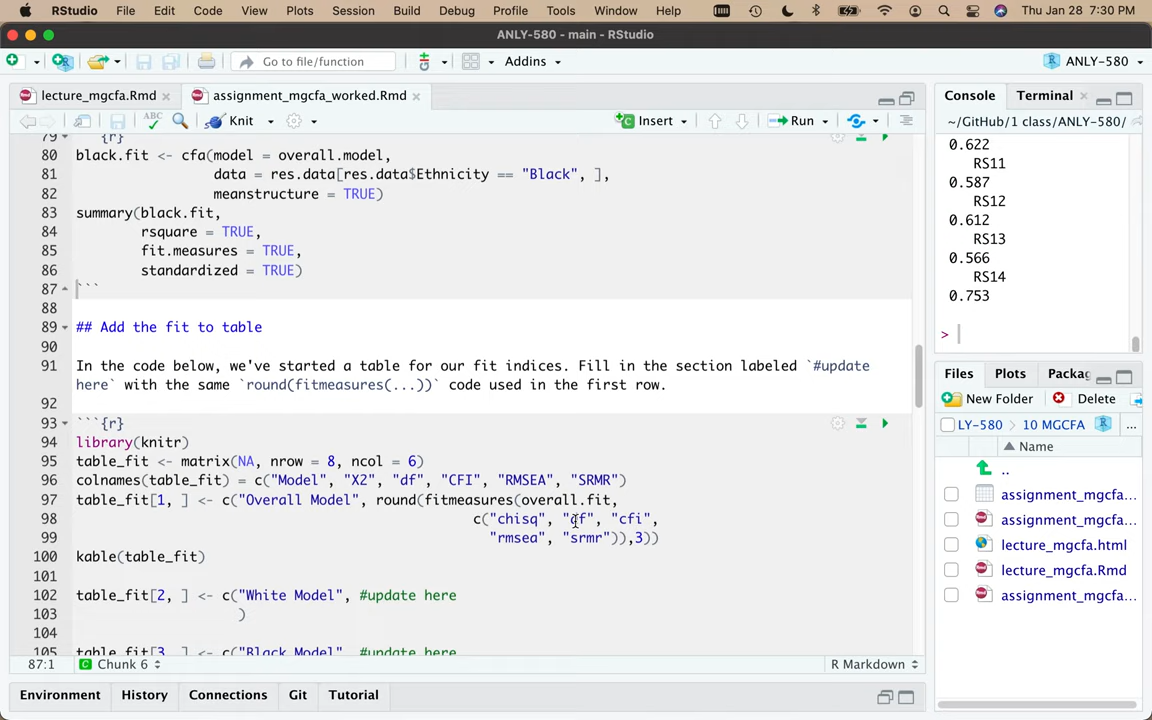 RStudio File Edit Code View Plots Session Build Debug Profile Tools Window Help Thu Jan 28 7:30 PM
ANLY-580 - main - RStudio
Go to file/function Addins ANLY-580
lecture_mgcfa.Rmd assignment_mgcfa_worked.Rmd
ABC Knit Insert Run
79 {r}
80 black.fit <- cfa(model = overall.model,
81 data = res.data[res.data$Ethnicity == "Black", ],
82 meanstructure = TRUE)
83 summary(black.fit,
84 rsquare = TRUE,
85 fit.measures = TRUE,
86 standardized = TRUE)
87 ```
88
89 ## Add the fit to table
90
91 In the code below, we've started a table for our fit indices. Fill in the section labeled `#update
here` with the same `round(fitmeasures(...))` code used in the first row.
92
93 ```{r}
94 library(knitr)
95 table_fit <- matrix(NA, nrow = 8, ncol = 6)
96 colnames(table_fit) = c("Model", "X2", "df", "CFI", "RMSEA", "SRMR")
97 table_fit[1, ] <- c("Overall Model", round(fitmeasures(overall.fit,
98 c("chisq", "df", "cfi",
99 "rmsea", "srmr")),3))
100 kable(table_fit)
101
102 table_fit[2, ] <- c("White Model", #update here
103 )
104
105 table_fit[3, ] <- c("Black Model", #update here
87:1 Chunk 6 R Markdown
Environment History Connections Git Tutorial
Console Terminal
~/GitHub/1 class/ANLY-580/
0.622
RS11
0.587
RS12
0.612
RS13
0.566
RS14
0.753
>
Files Plots Packag
New Folder Delete
LY-580 > 10 MGCFA ...
Name
..
assignment_mgcfa...
assignment_mgcfa...
lecture_mgcfa.html
lecture_mgcfa.Rmd
assignment_mgcfa...